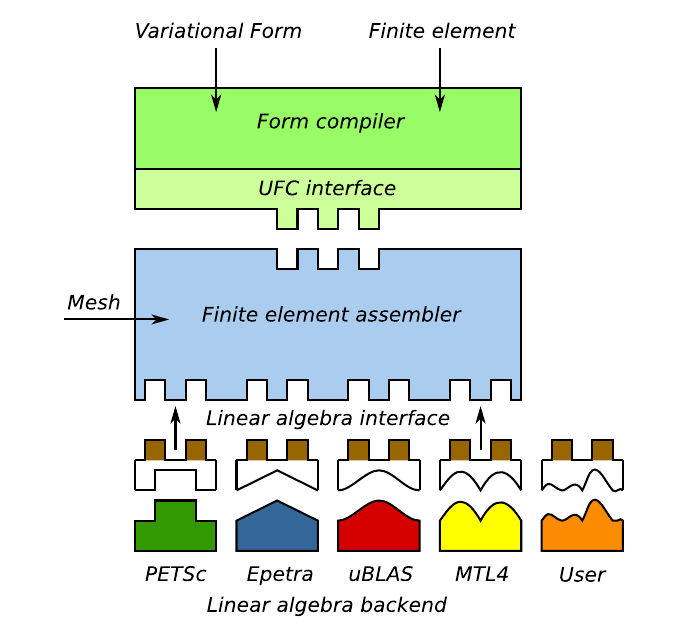 Variational Form
Finite element
Form compiler
UFC interface
Mesh
Finite element assembler
Linear algebra interface
PETSc
Epetra
uBLAS
MTL4
User
Linear algebra backend